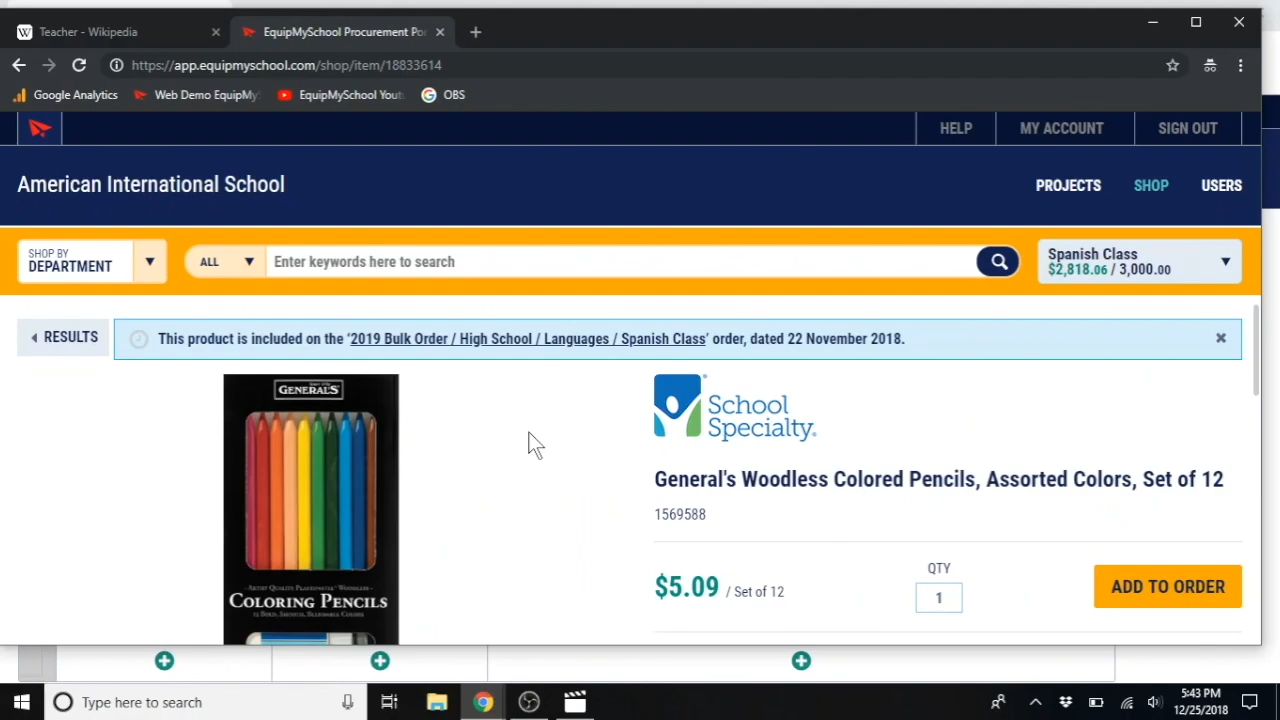 Teacher - Wikipedia
EquipMySchool Procurement Po
https://app.equipmyschool.com/shop/item/18833614
Google Analytics
Web Demo EquipMyS
EquipMySchool Yout
OBS
HELP
MY ACCOUNT
SIGN OUT
American International School
PROJECTS
SHOP
USERS
SHOP BY
DEPARTMENT
ALL
Enter keywords here to search
Spanish Class
$2,818.06 / 3,000.00
RESULTS
This product is included on the '2019 Bulk Order / High School / Languages / Spanish Class' order, dated 22 November 2018.
GENERAL'S
COLORING PENCILS
School
Specialty.
General's Woodless Colored Pencils, Assorted Colors, Set of 12
1569588
QTY
$5.09 / Set of 12
1
ADD TO ORDER
Type here to search
5:43 PM
12/25/2018